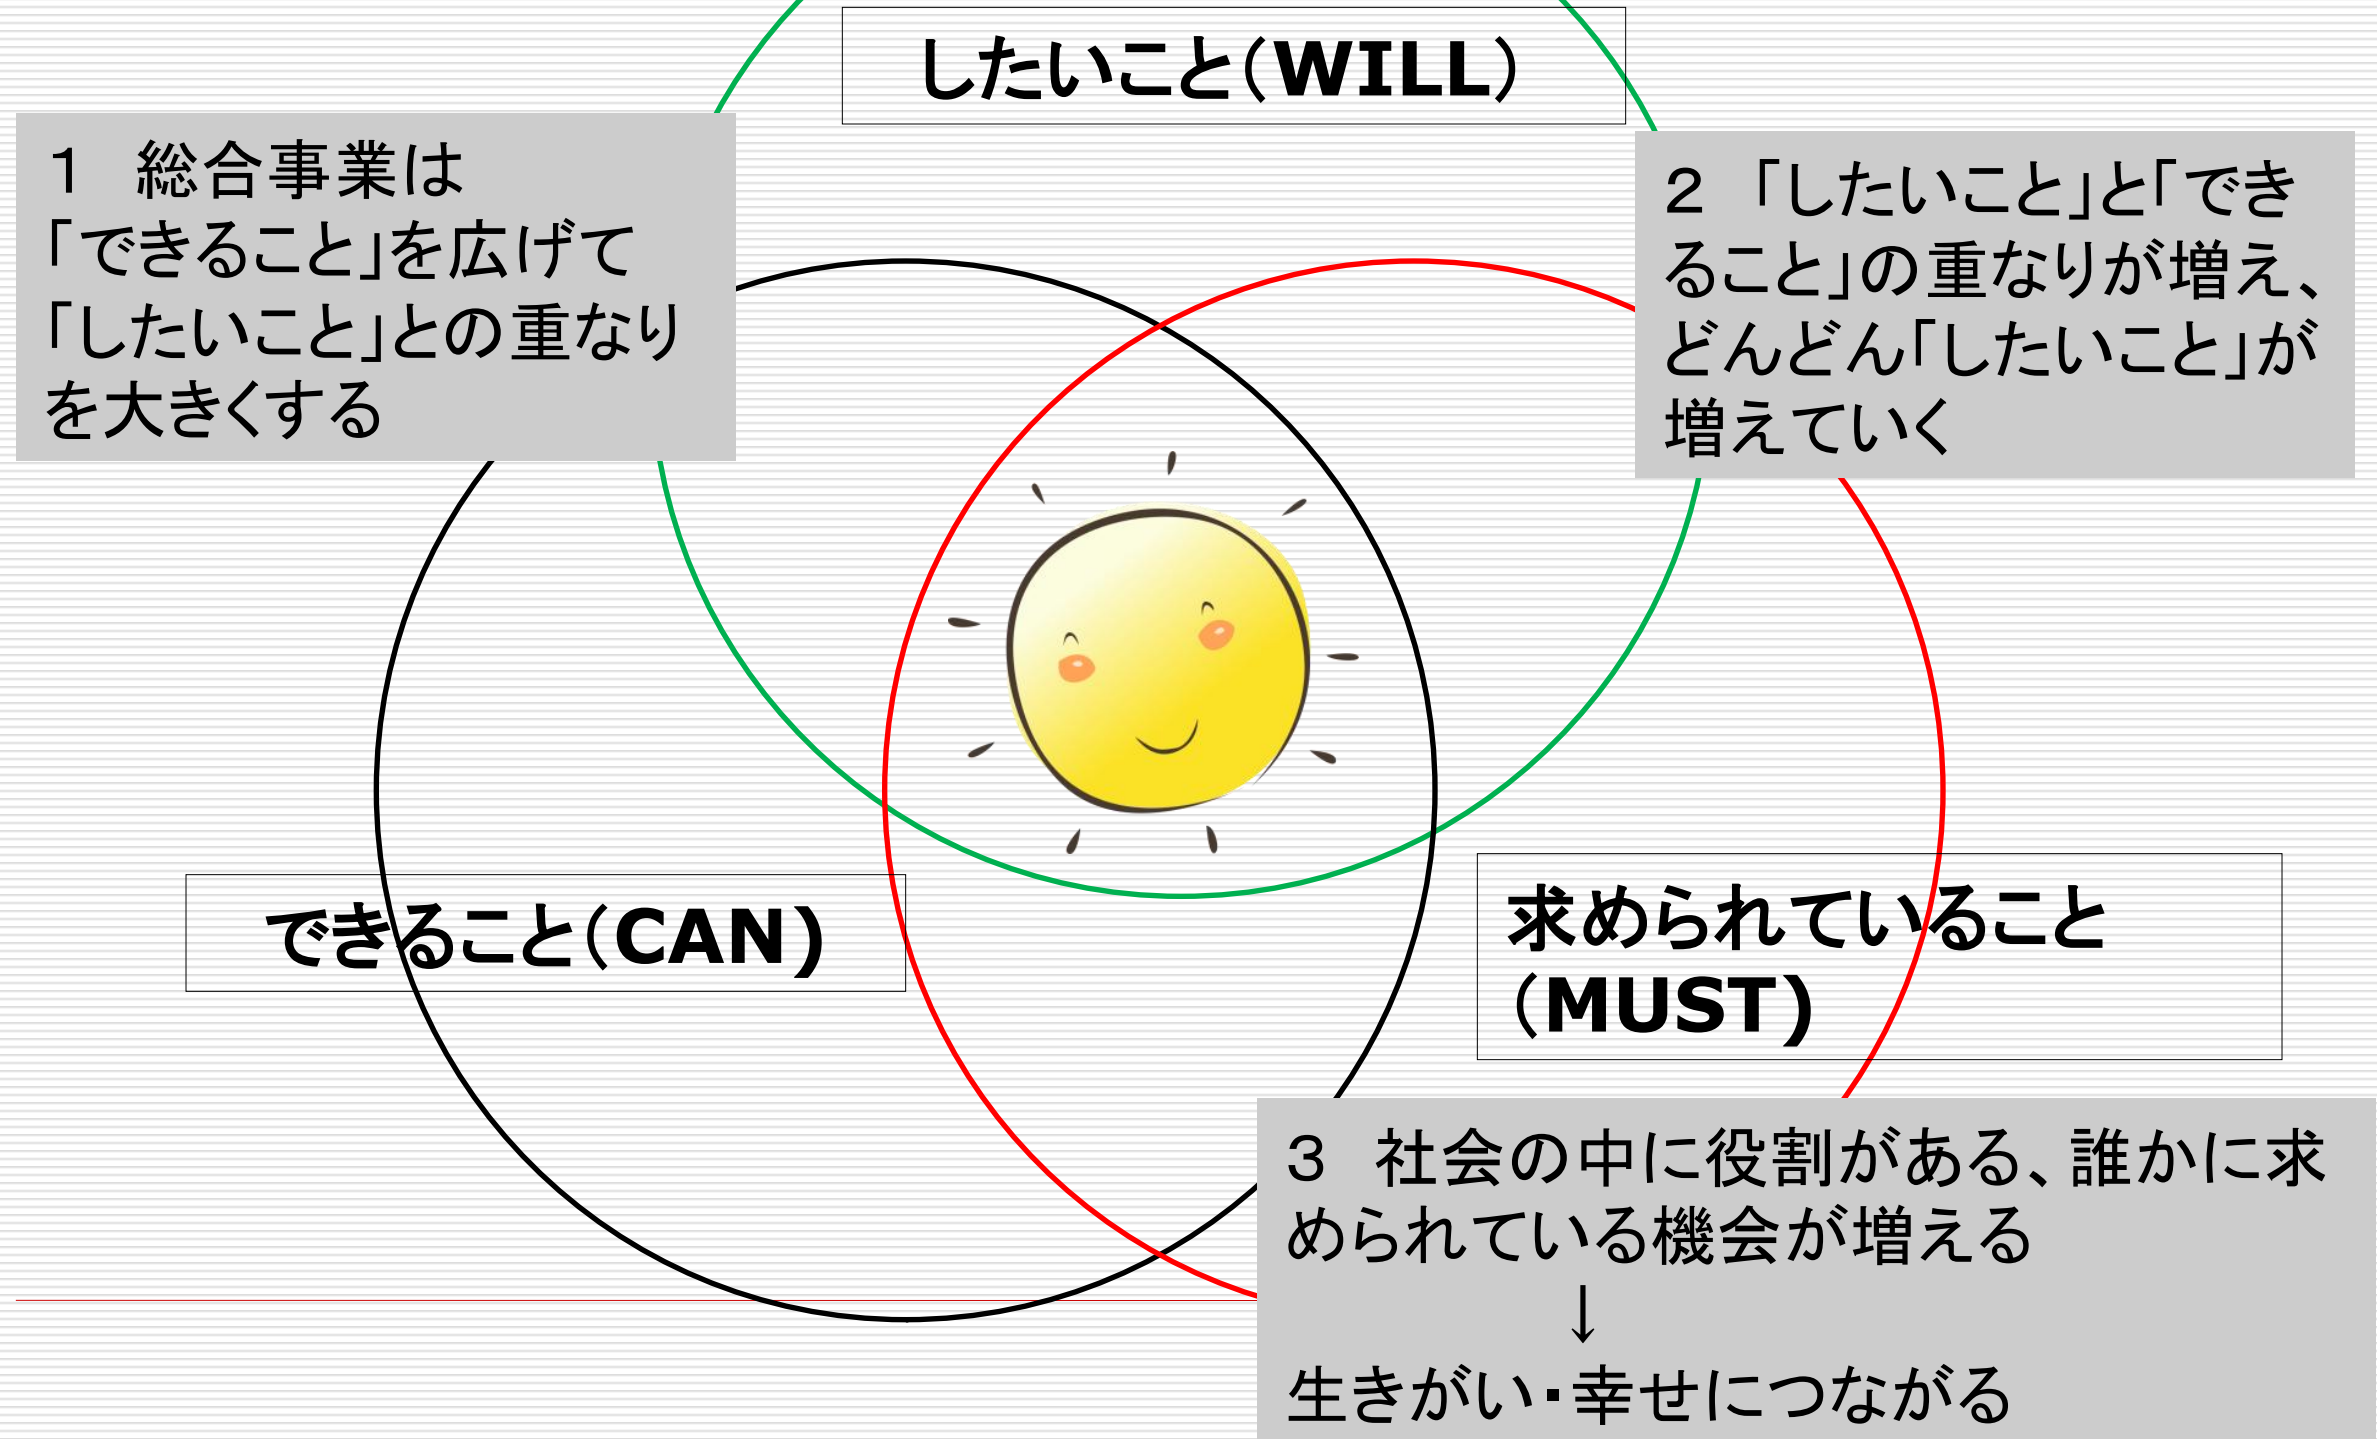 したいこと（WILL）
１　総合事業は
「できること」を広げて
「したいこと」との重なり
を大きくする
２　「したいこと」と「でき
ること」の重なりが増え、
どんどん「したいこと」が
増えていく
できること（CAN)
求められていること
（MUST)
３　社会の中に役割がある、誰かに求
められている機会が増える
↓
生きがい・幸せにつながる